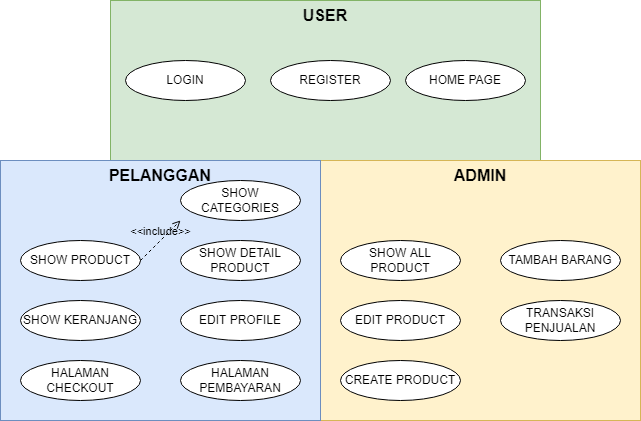 USER
LOGIN
REGISTER
HOME PAGE
PELANGGAN
SHOW
CATEGORIES
<<include>>
SHOW PRODUCT
SHOW DETAIL
PRODUCT
SHOW KERANJANG
EDIT PROFILE
HALAMAN
CHECKOUT
HALAMAN
PEMBAYARAN
ADMIN
SHOW ALL
PRODUCT
TAMBAH BARANG
EDIT PRODUCT
TRANSAKSI
PENJUALAN
CREATE PRODUCT